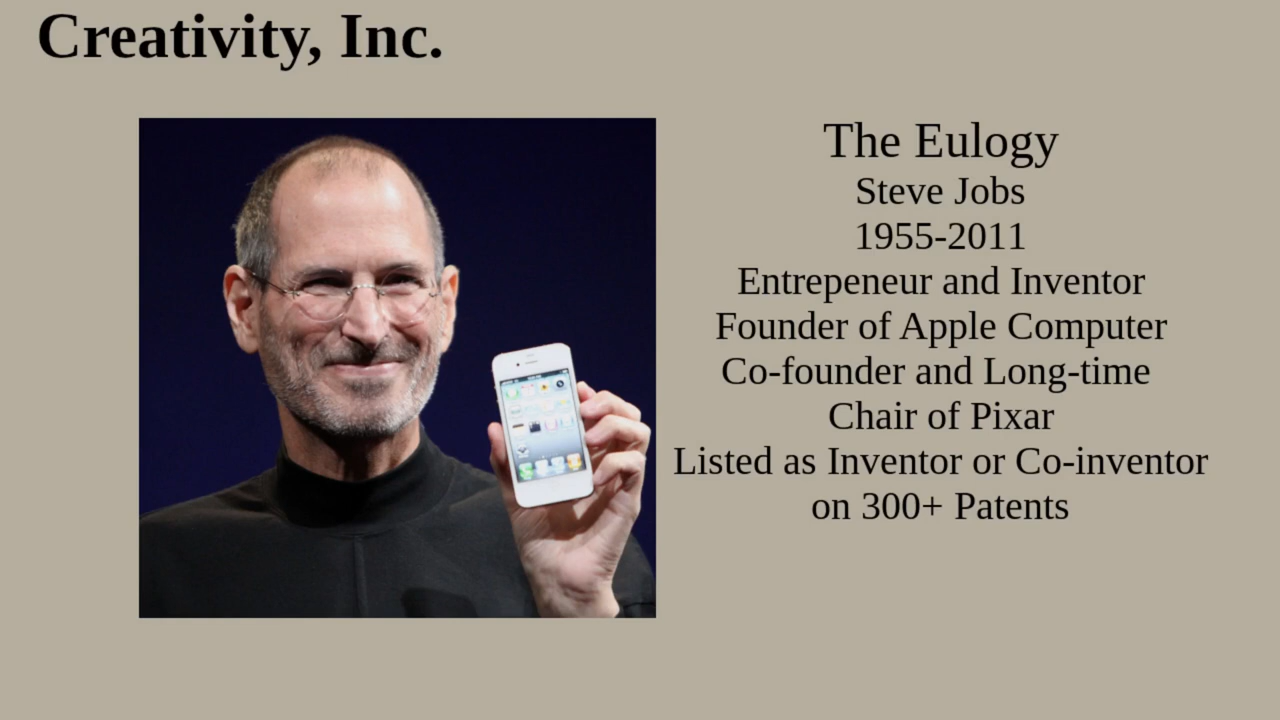 Creativity, Inc.
The Eulogy
Steve Jobs
1955-2011
Entrepeneur and Inventor
Founder of Apple Computer
Co-founder and Long-time
Chair of Pixar
Listed as Inventor or Co-inventor
on 300+ Patents